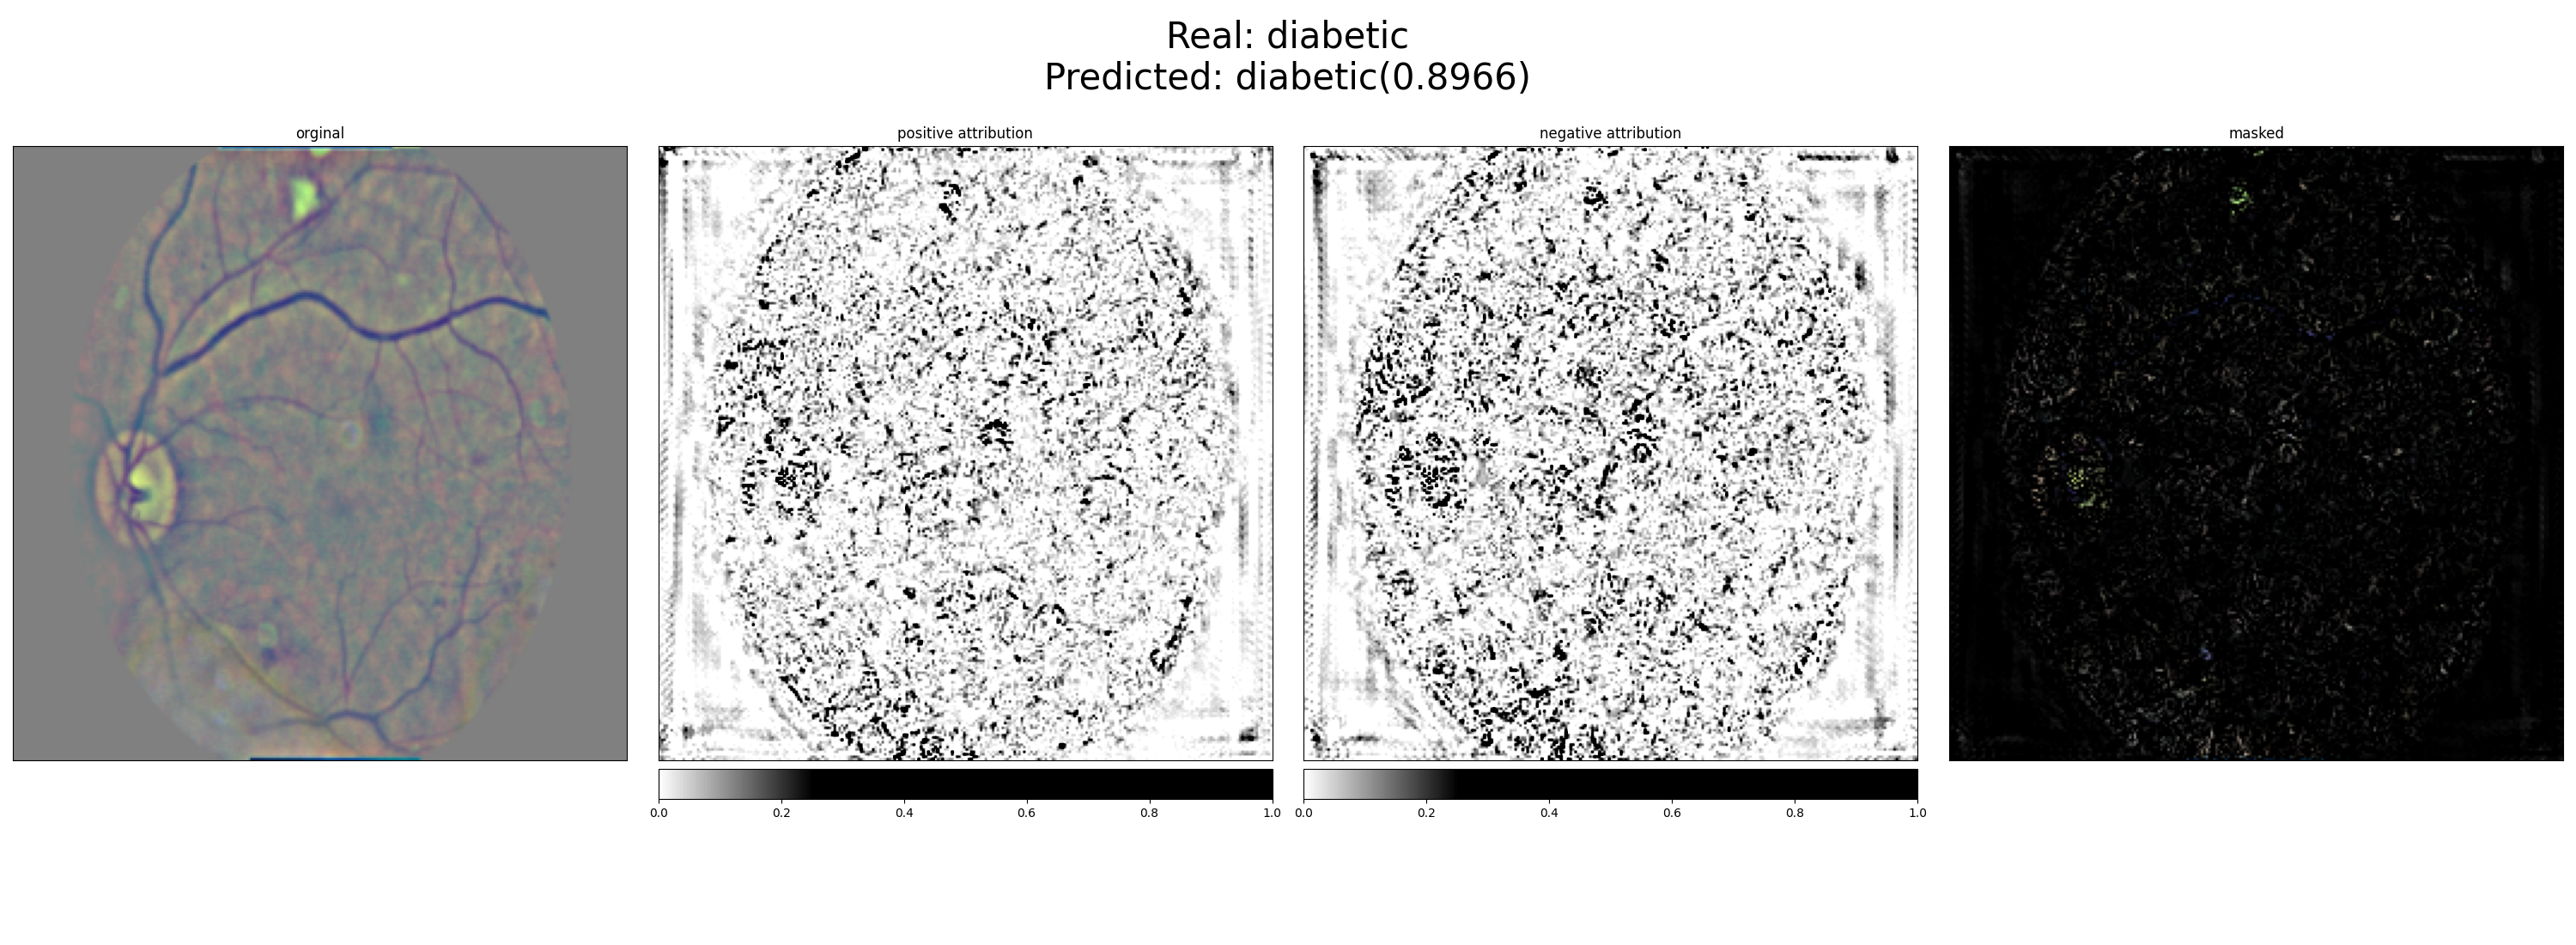 Real: diabetic
Predicted: diabetic(0.8966)
orginal
positive attribution
negative attribution
masked
0.0 0.2 0.4 0.6 0.8 1.0
0.0 0.2 0.4 0.6 0.8 1.0